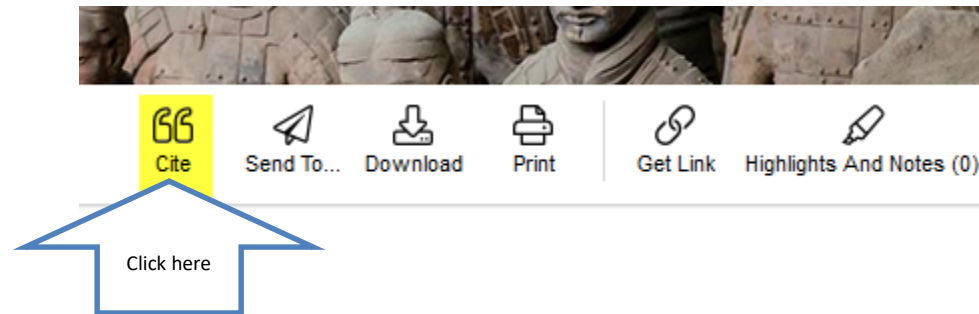 Cite Send To... Download Print Get Link Highlights And Notes (0)
Click here